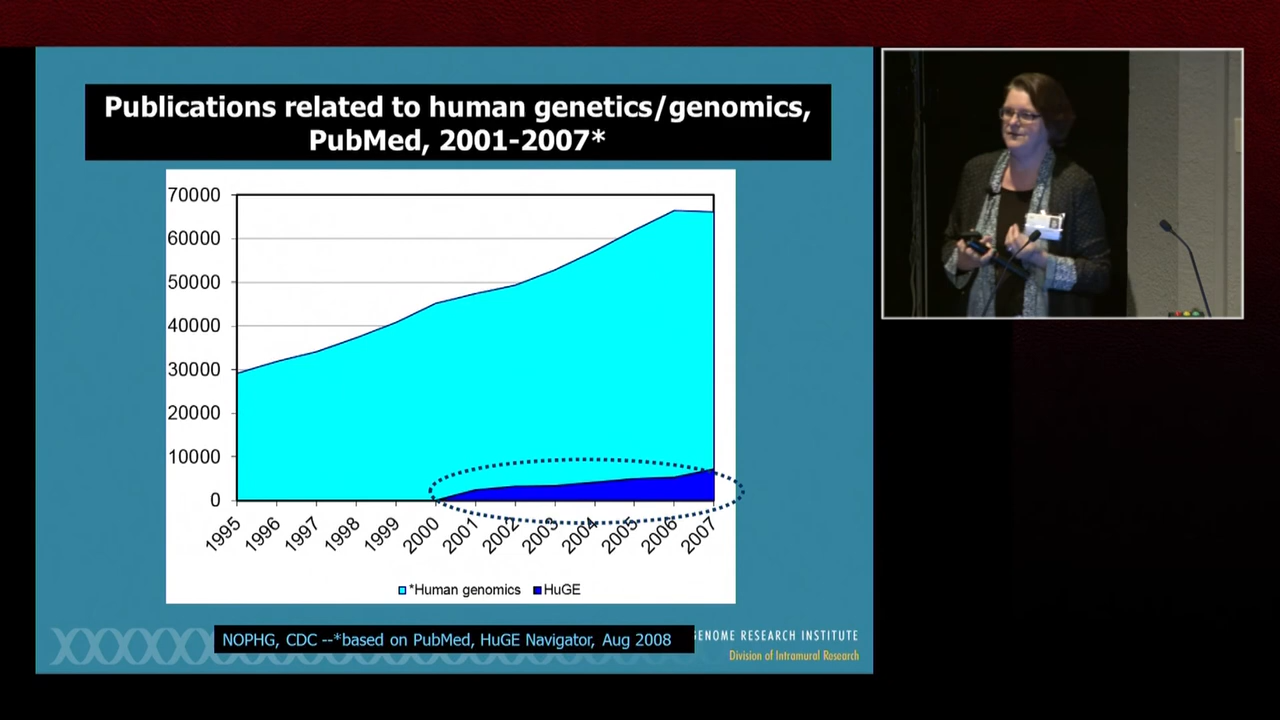 Publications related to human genetics/genomics,
PubMed, 2001-2007*
70000
60000
50000
40000
30000
20000
10000
0
1995 1996 1997 1998 1999 2000 2001 2002 2003 2004 2005 2006 2007
*Human genomics HuGE
NOPHG, CDC --*based on PubMed, HuGE Navigator, Aug 2008
ENOME RESEARCH INSTITUTE
Division of Intramural Research